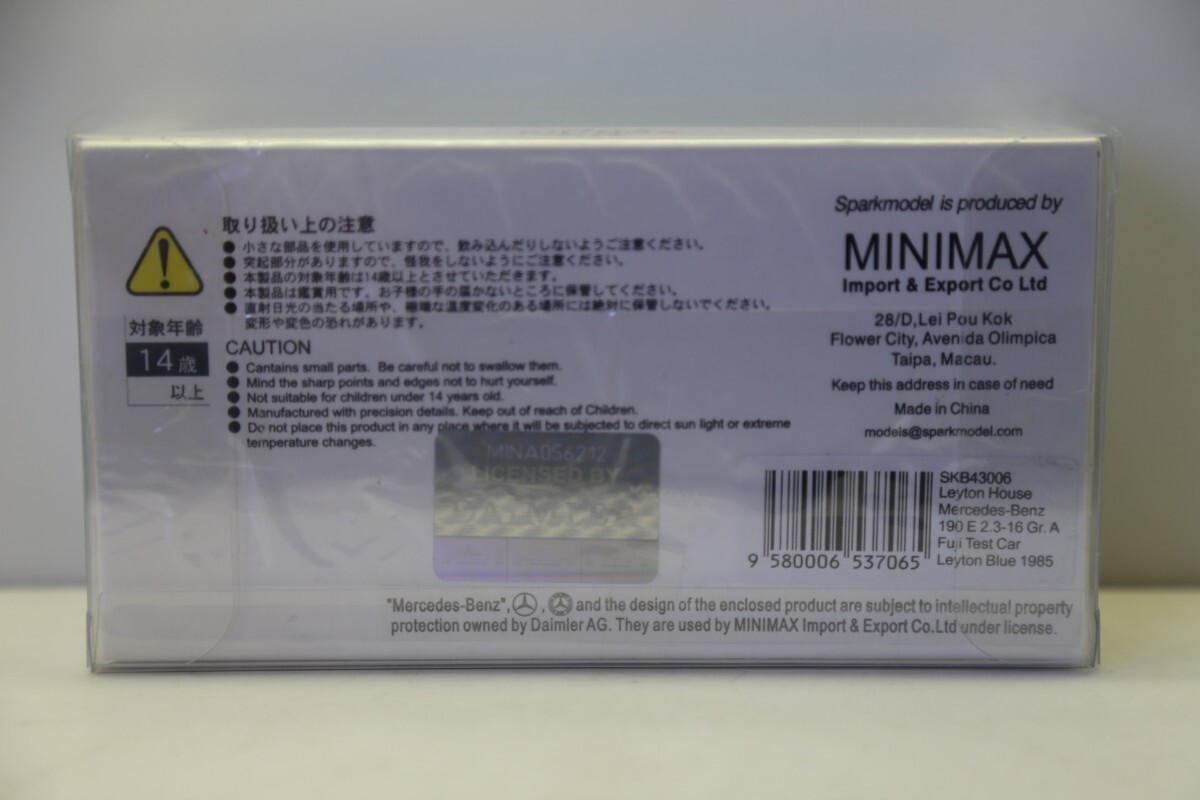 取り扱い上の注意
● 小さな部品を使用していますので、飲み込んだりしないようご注意ください。
● 突起部分がありますので、怪我をしないようにご注意ください。
● 本製品の対象年齢は14歳以上とさせていただきます。
● 本製品は鑑賞用です。お子様の手の届かないところに保管してください。
● 直射日光の当たる場所や、極端な温度変化のある場所には絶対に保管しないでください。
変形や変色の恐れがあります。
対象年齢
14歳
以上
CAUTION
● Cantains small parts. Be careful not to swallow them.
● Mind the sharp points and edges not to hurt yourself.
● Not suitable for children under 14 years old.
● Manufactured with precision details. Keep out of reach of Children.
● Do not place this product in any place where it will be subjected to direct sun light or extreme
temperature changes.
MINA056212
LICENSED BY
Sparkmodel is produced by
MINIMAX
Import & Export Co Ltd
28/D,Lei Pou Kok
Flower City, Avenida Olimpica
Taipa, Macau.
Keep this address in case of need
Made in China
models@sparkmodel.com
9 580006 537065
SKB43006
Leyton House
Mercedes-Benz
190 E 2.3-16 Gr. A
Fuji Test Car
Leyton Blue 1985
"Mercedes-Benz", , and the design of the enclosed product are subject to intellectual property
protection owned by Daimler AG. They are used by MINIMAX Import & Export Co.Ltd under license.